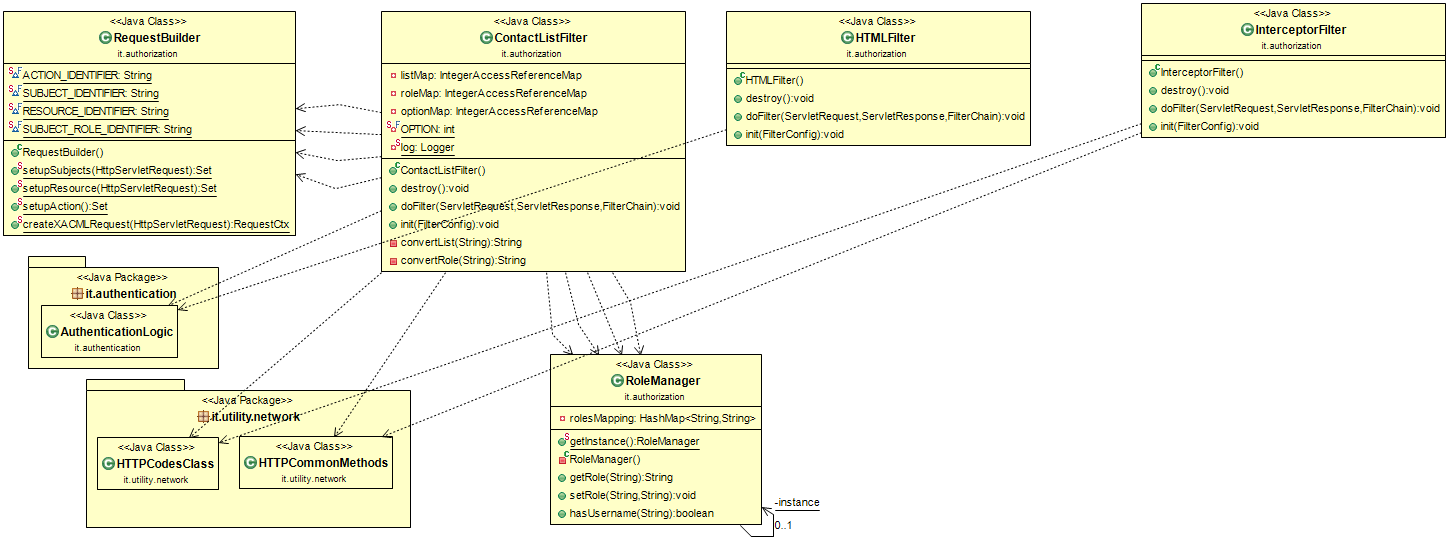 <<Java Class>>
RequestBuilder
it.authorization
ACTION_IDENTIFIER: String
SUBJECT_IDENTIFIER: String
RESOURCE_IDENTIFIER: String
SUBJECT_ROLE_IDENTIFIER: String
RequestBuilder()
setupSubjects(HttpServletRequest):Set
setupResource(HttpServletRequest):Set
setupAction():Set
createXACMLRequest(HttpServletRequest):RequestCtx
<<Java Class>>
ContactListFilter
it.authorization
listMap: IntegerAccessReferenceMap
roleMap: IntegerAccessReferenceMap
optionMap: IntegerAccessReferenceMap
OPTION: int
log: Logger
ContactListFilter()
destroy():void
doFilter(ServletRequest,ServletResponse,FilterChain):void
init(FilterConfig):void
convertList(String):String
convertRole(String):String
<<Java Class>>
HTMLFilter
it.authorization
HTMLFilter()
destroy():void
doFilter(ServletRequest,ServletResponse,FilterChain):void
init(FilterConfig):void
<<Java Class>>
InterceptorFilter
it.authorization
InterceptorFilter()
destroy():void
doFilter(ServletRequest,ServletResponse,FilterChain):void
init(FilterConfig):void
<<Java Package>>
it.authentication
<<Java Class>>
AuthenticationLogic
it.authentication
<<Java Package>>
it.utility.network
<<Java Class>>
HTTPCodesClass
it.utility.network
<<Java Class>>
HTTPCommonMethods
it.utility.network
<<Java Class>>
RoleManager
it.authorization
rolesMapping: HashMap<String,String>
getInstance():RoleManager
RoleManager()
getRole(String):String
setRole(String,String):void
hasUsername(String):boolean
-instance
0..1